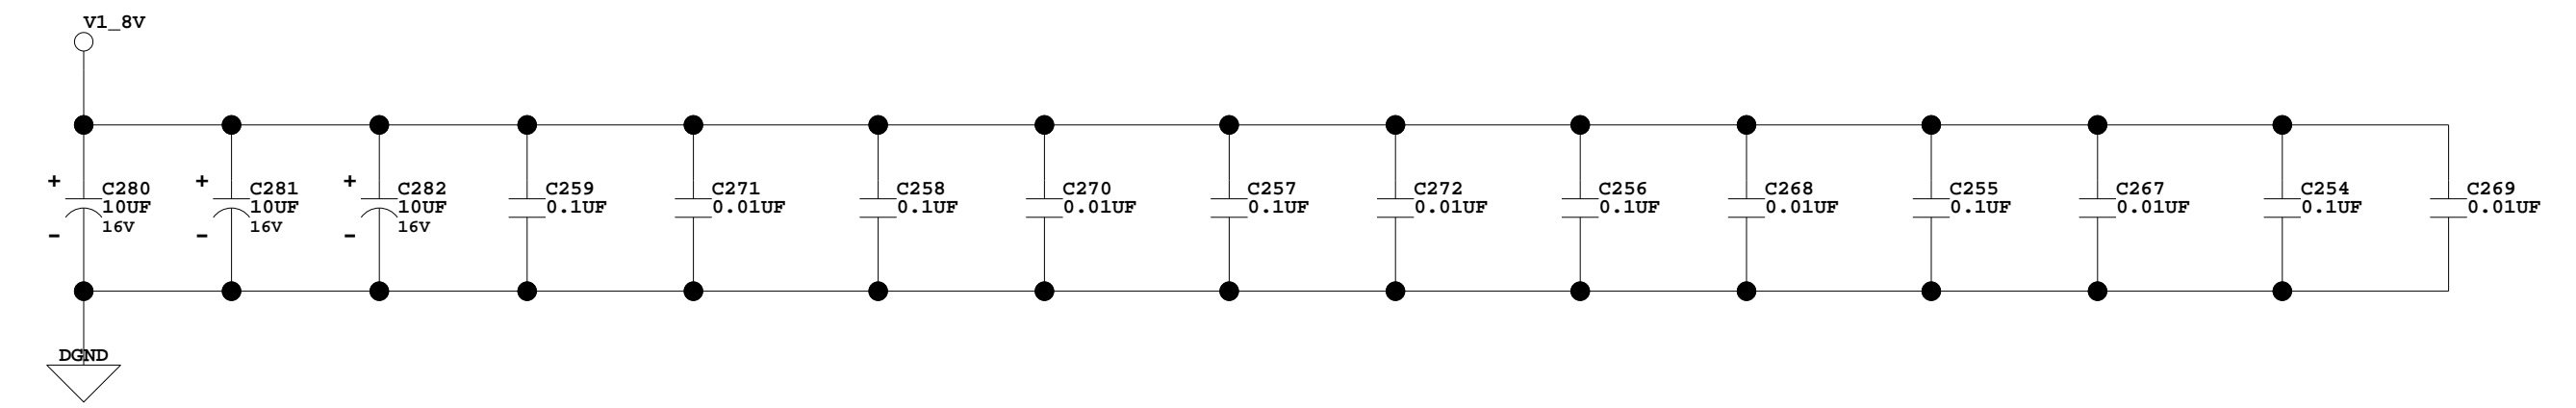 V1_8V
+
C280
10UF
16V
-
+
C281
10UF
16V
-
+
C282
10UF
16V
-
C259
0.1UF
C271
0.01UF
C258
0.1UF
C270
0.01UF
C257
0.1UF
C272
0.01UF
C256
0.1UF
C268
0.01UF
C255
0.1UF
C267
0.01UF
C254
0.1UF
C269
0.01UF
DGND